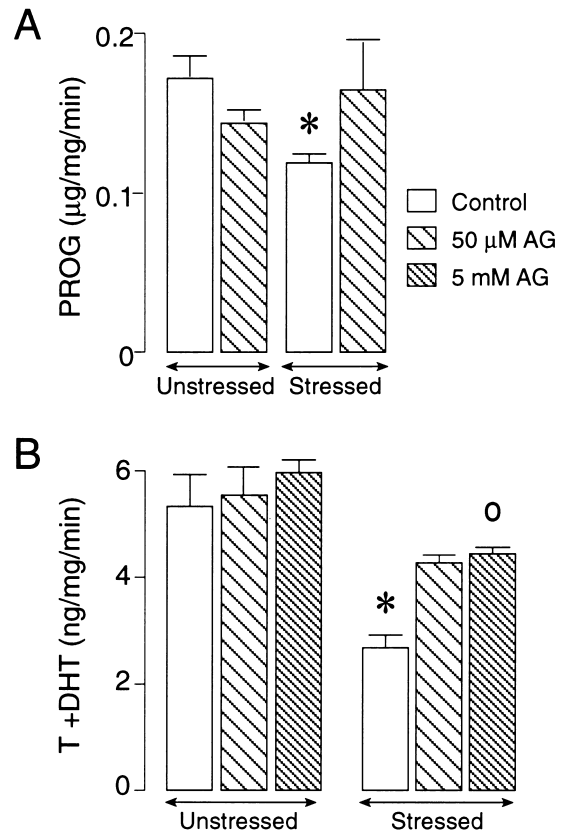 A
PROG (μg/mg/min)
0.2
0.1
0
*
Control
50 μM AG
5 mM AG
Unstressed Stressed
B
T +DHT (ng/mg/min)
6
4
2
0
*
o
Unstressed Stressed